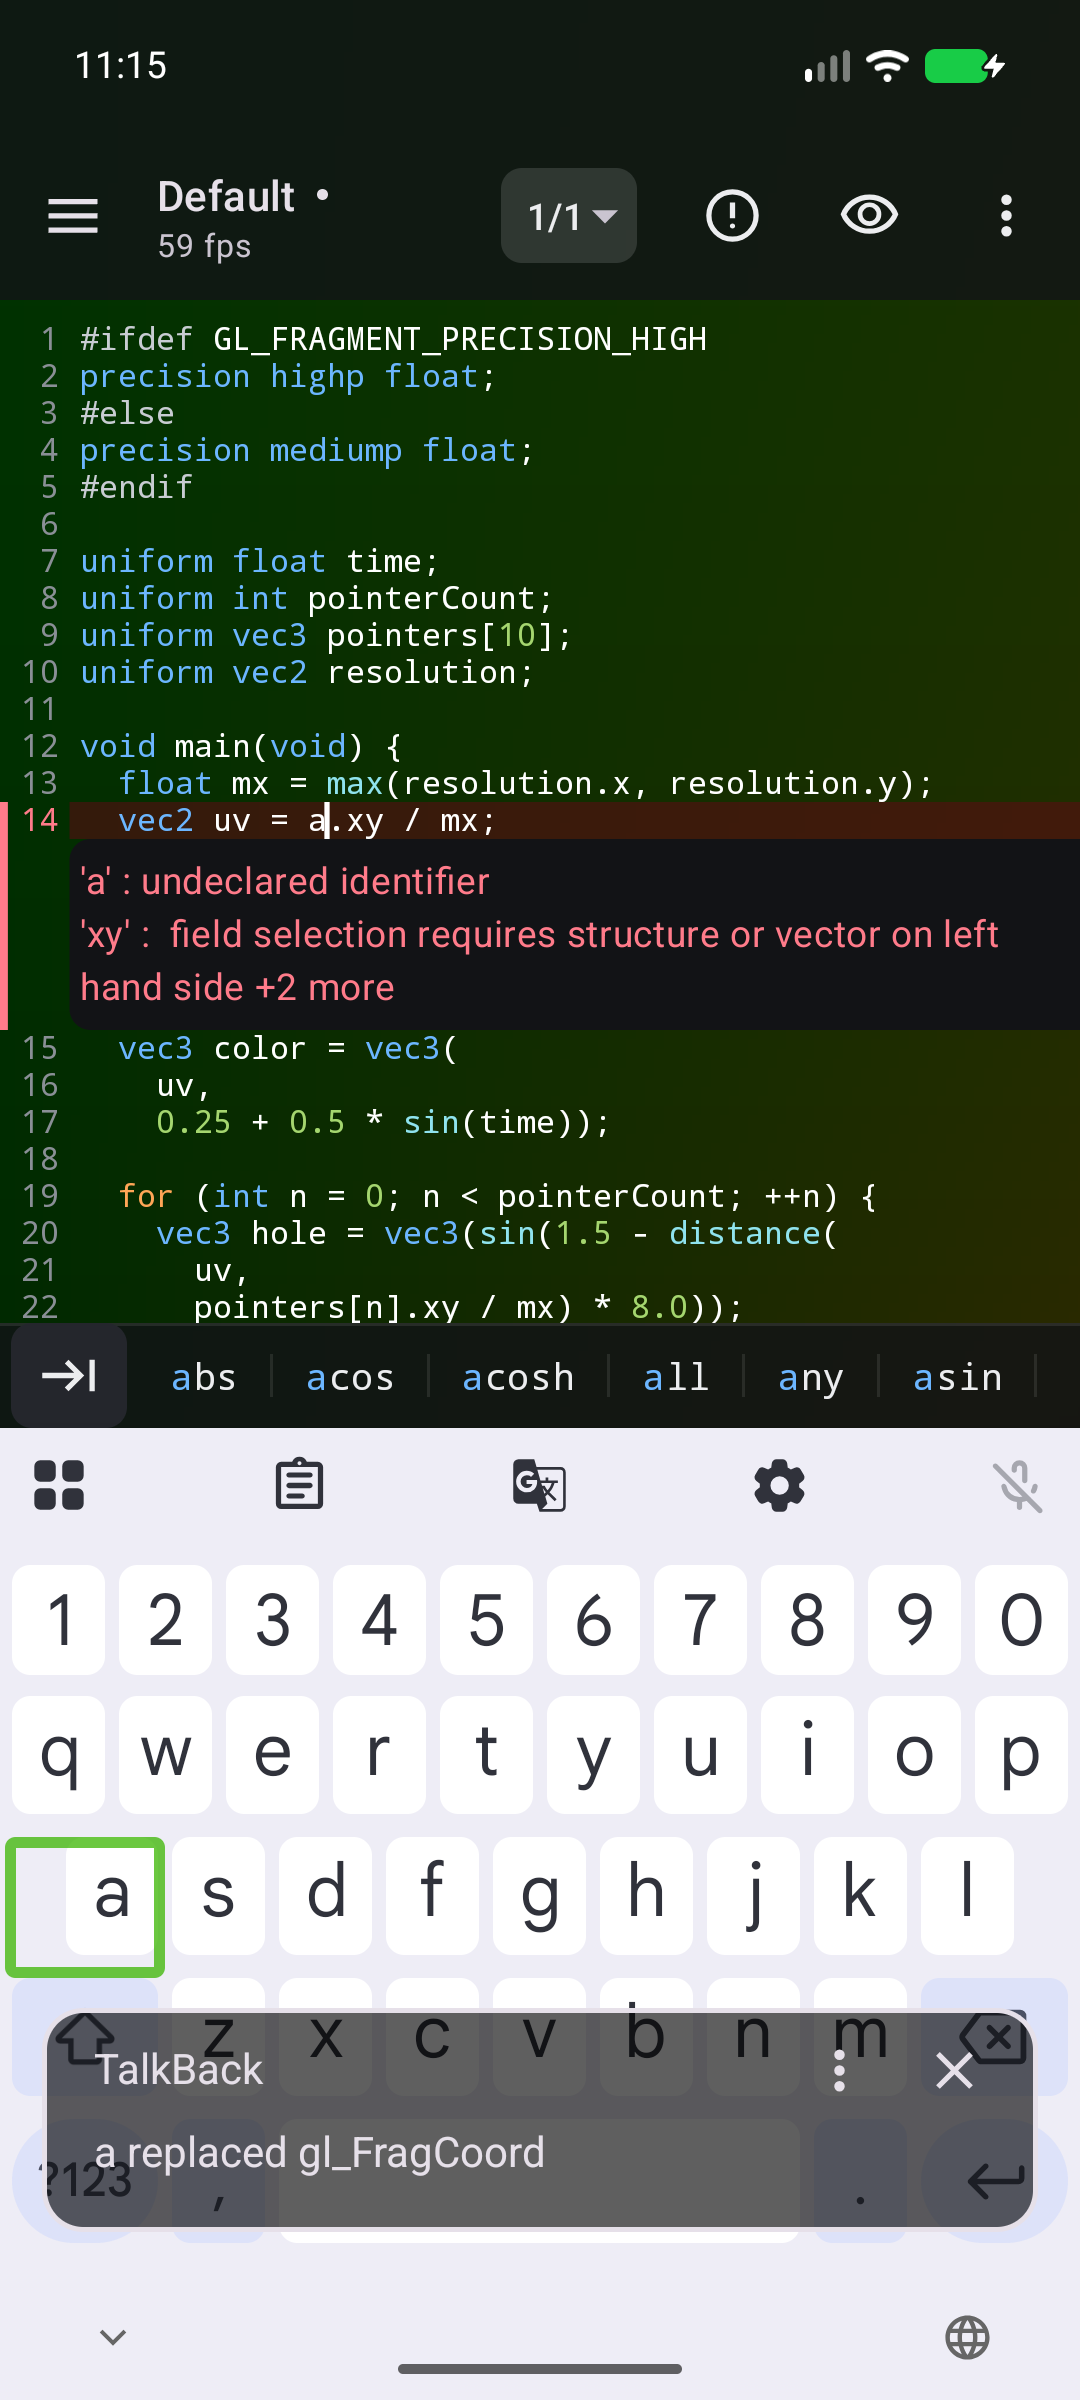 11:15
Default •
59 fps
1/1
1 #ifdef GL_FRAGMENT_PRECISION_HIGH
2 precision highp float;
3 #else
4 precision mediump float;
5 #endif
6
7 uniform float time;
8 uniform int pointerCount;
9 uniform vec3 pointers[10];
10 uniform vec2 resolution;
11
12 void main(void) {
13   float mx = max(resolution.x, resolution.y);
14   vec2 uv = a.xy / mx;
'a' : undeclared identifier
'xy' :  field selection requires structure or vector on left
hand side +2 more
15   vec3 color = vec3(
16     uv,
17     0.25 + 0.5 * sin(time));
18
19   for (int n = 0; n < pointerCount; ++n) {
20     vec3 hole = vec3(sin(1.5 - distance(
21       uv,
22       pointers[n].xy / mx) * 8.0));
abs acos acosh all any asin
1 2 3 4 5 6 7 8 9 0
q w e r t y u i o p
a s d f g h j k l
z x c v b n m
TalkBack
a replaced gl_FragCoord
?123 , .